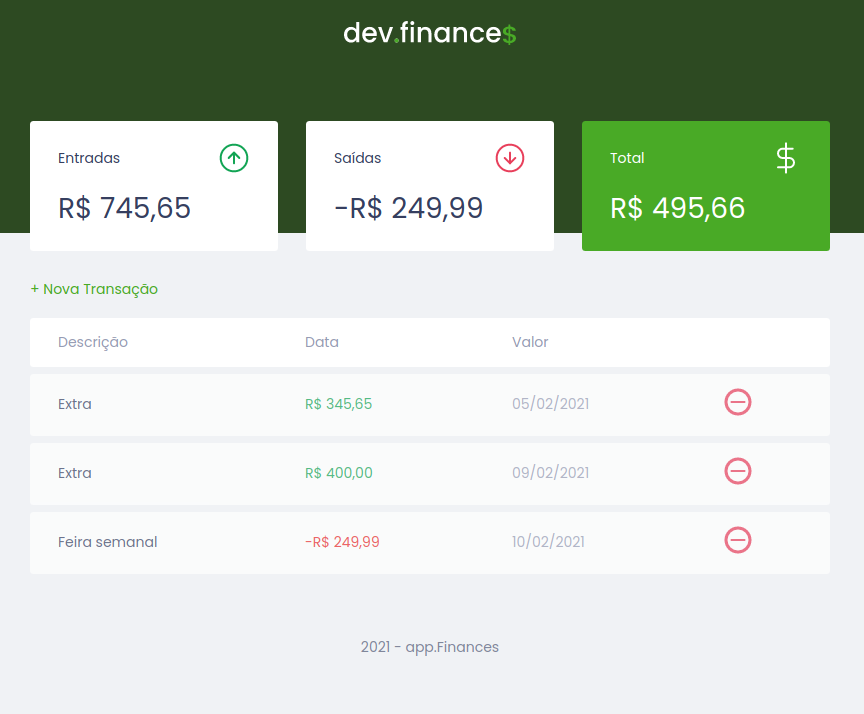 dev.finance$
Entradas
R$ 745,65
Saídas
-R$ 249,99
Total
$
R$ 495,66
+ Nova Transação
Descrição Data Valor
Extra R$ 345,65 05/02/2021
Extra R$ 400,00 09/02/2021
Feira semanal -R$ 249,99 10/02/2021
2021 - app.Finances